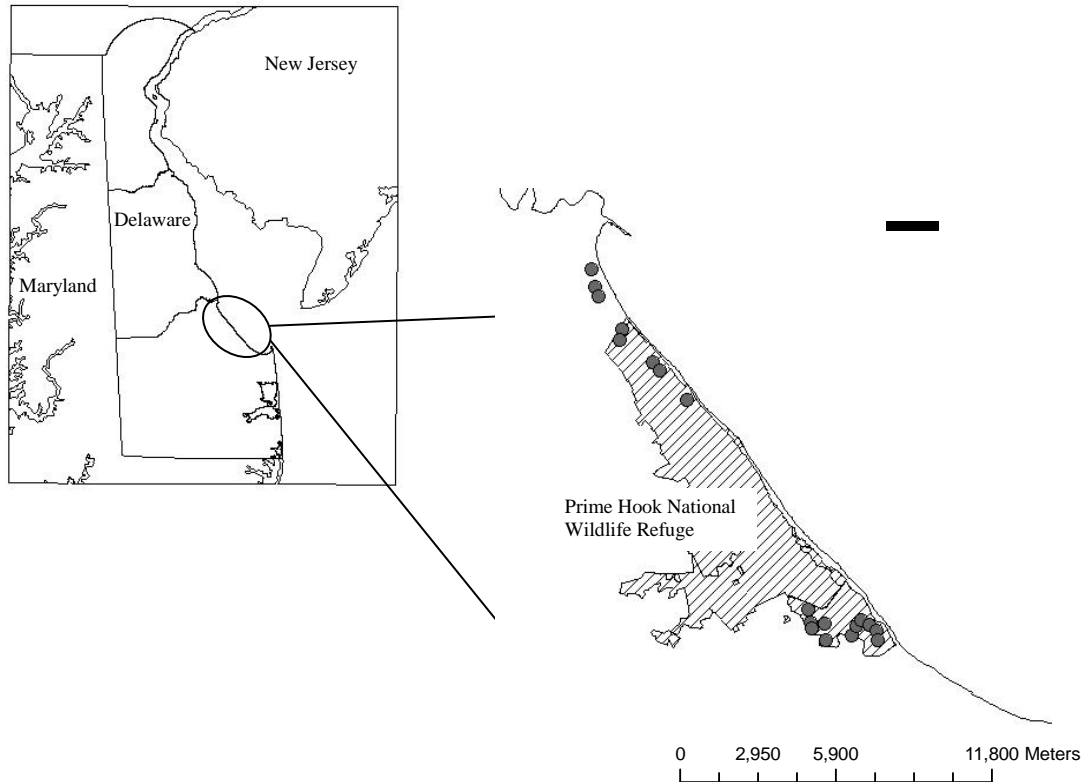 New Jersey
Delaware
Maryland
Prime Hook National
Wildlife Refuge
0 2,950 5,900 11,800 Meters